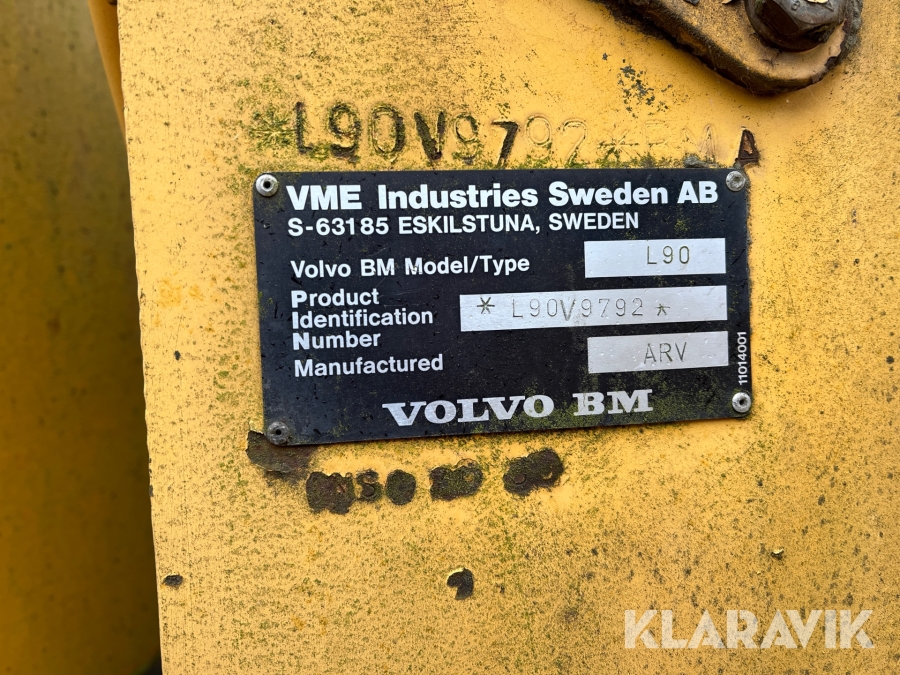 *L90V9792*BM A
VME Industries Sweden AB
S-63185 ESKILSTUNA, SWEDEN
Volvo BM Model/Type L90
Product
Identification
Number
*L90V9792*
Manufactured ARV
11014001
VOLVO BM
KLARAVIK